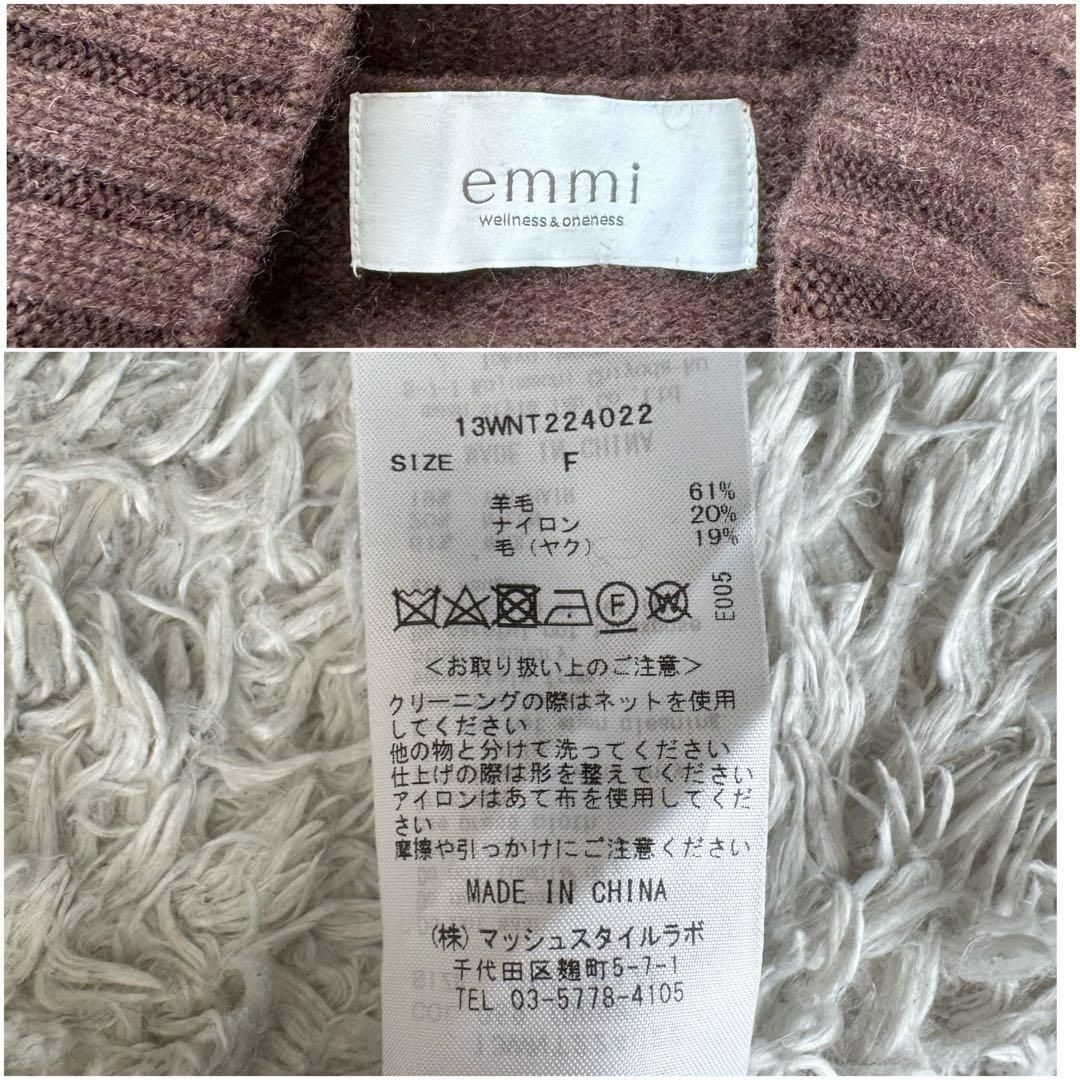 emmi
wellness & oneness
13WNT224022
SIZE F
羊毛 61%
ナイロン 20%
毛(ヤク) 19%
F W
E005
<お取り扱い上のご注意>
クリーニングの際はネットを使用
してください
他の物と分けて洗ってください
仕上げの際は形を整えてください
アイロンはあて布を使用してくだ
さい
摩擦や引っかけにご注意ください
MADE IN CHINA
(株)マッシュスタイルラボ
千代田区麹町5-7-1
TEL 03-5778-4105